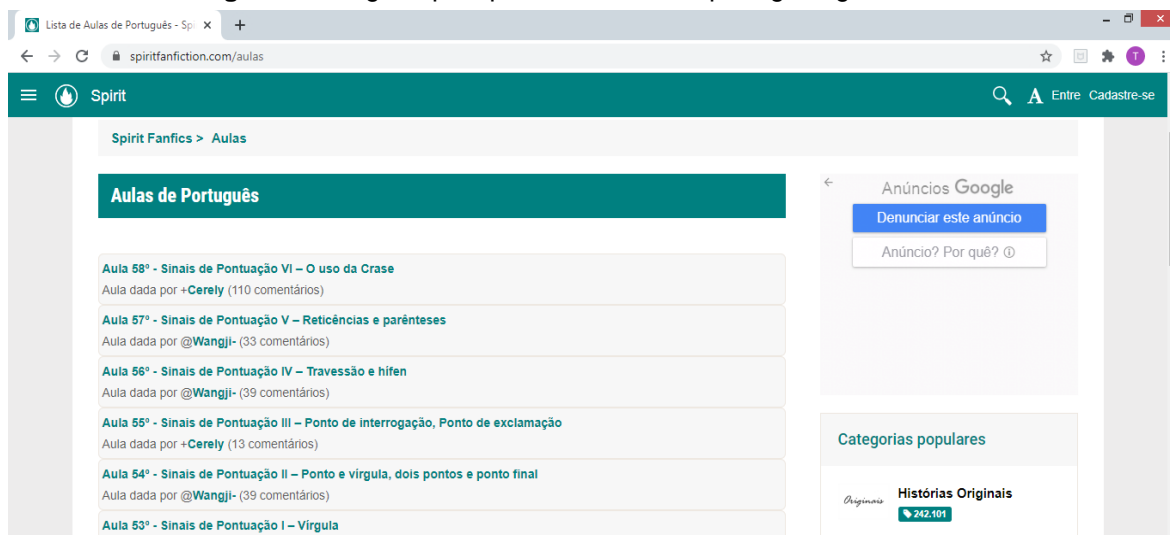 Lista de Aulas de Português - Spi
spiritfanfiction.com/aulas
T
Spirit
A Entre Cadastre-se
Spirit Fanfics > Aulas
Aulas de Português
Aula 58º - Sinais de Pontuação VI – O uso da Crase
Aula dada por +Cerely (110 comentários)
Aula 57º - Sinais de Pontuação V – Reticências e parênteses
Aula dada por @Wangji- (33 comentários)
Aula 56º - Sinais de Pontuação IV – Travessão e hífen
Aula dada por @Wangji- (39 comentários)
Aula 55º - Sinais de Pontuação III – Ponto de interrogação, Ponto de exclamação
Aula dada por +Cerely (13 comentários)
Aula 54º - Sinais de Pontuação II – Ponto e vírgula, dois pontos e ponto final
Aula dada por @Wangji- (39 comentários)
Aula 53º - Sinais de Pontuação I – Vírgula
Anúncios Google
Denunciar este anúncio
Anúncio? Por quê?
Categorias populares
Originais
Histórias Originais
242.101